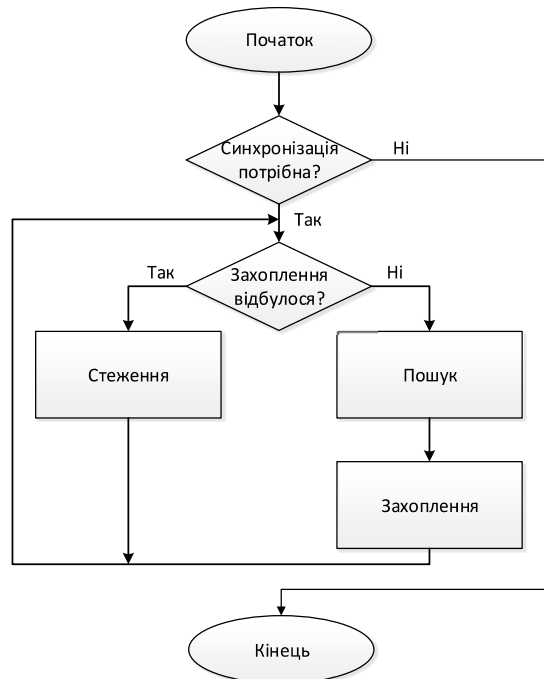 Початок
Синхронізація
потрібна?
Ні
Так
Так
Захоплення
відбулося?
Ні
Стеження
Пошук
Захоплення
Кінець